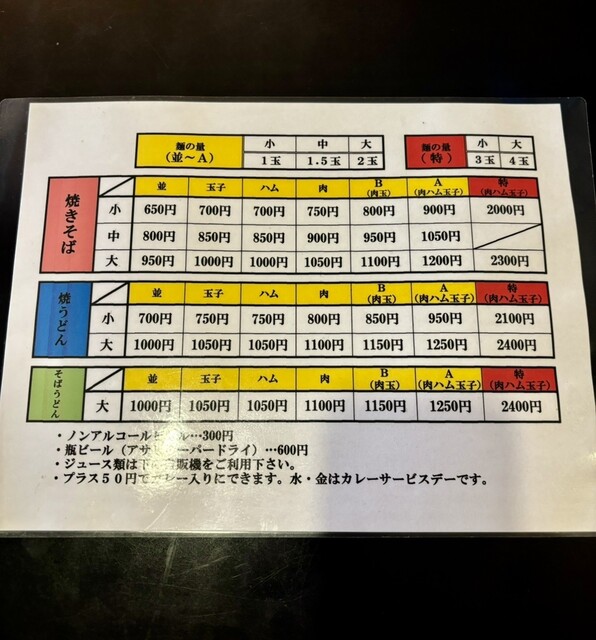 麺の量（並～A） 小 中 大
1玉 1.5玉 2玉
麺の量（特） 小 大
3玉 4玉
焼きそば
並 玉子 ハム 肉 B（肉玉） A（肉ハム玉子） 特（肉ハム玉子）
小 650円 700円 700円 750円 800円 900円 2000円
中 800円 850円 850円 900円 950円 1050円
大 950円 1000円 1000円 1050円 1100円 1200円 2300円
焼うどん
並 玉子 ハム 肉 B（肉玉） A（肉ハム玉子） 特（肉ハム玉子）
小 700円 750円 750円 800円 850円 950円 2100円
大 1000円 1050円 1050円 1100円 1150円 1250円 2400円
そばうどん
並 玉子 ハム 肉 B（肉玉） A（肉ハム玉子） 特（肉ハム玉子）
大 1000円 1050円 1050円 1100円 1150円 1250円 2400円
・ノンアルコール ール…300円
・瓶ビール（アサ ーパードライ）…600円
・ジュース類は 販機をご利用下さい。
・プラス５０円で レー入りにできます。水・金はカレーサービスデーです。